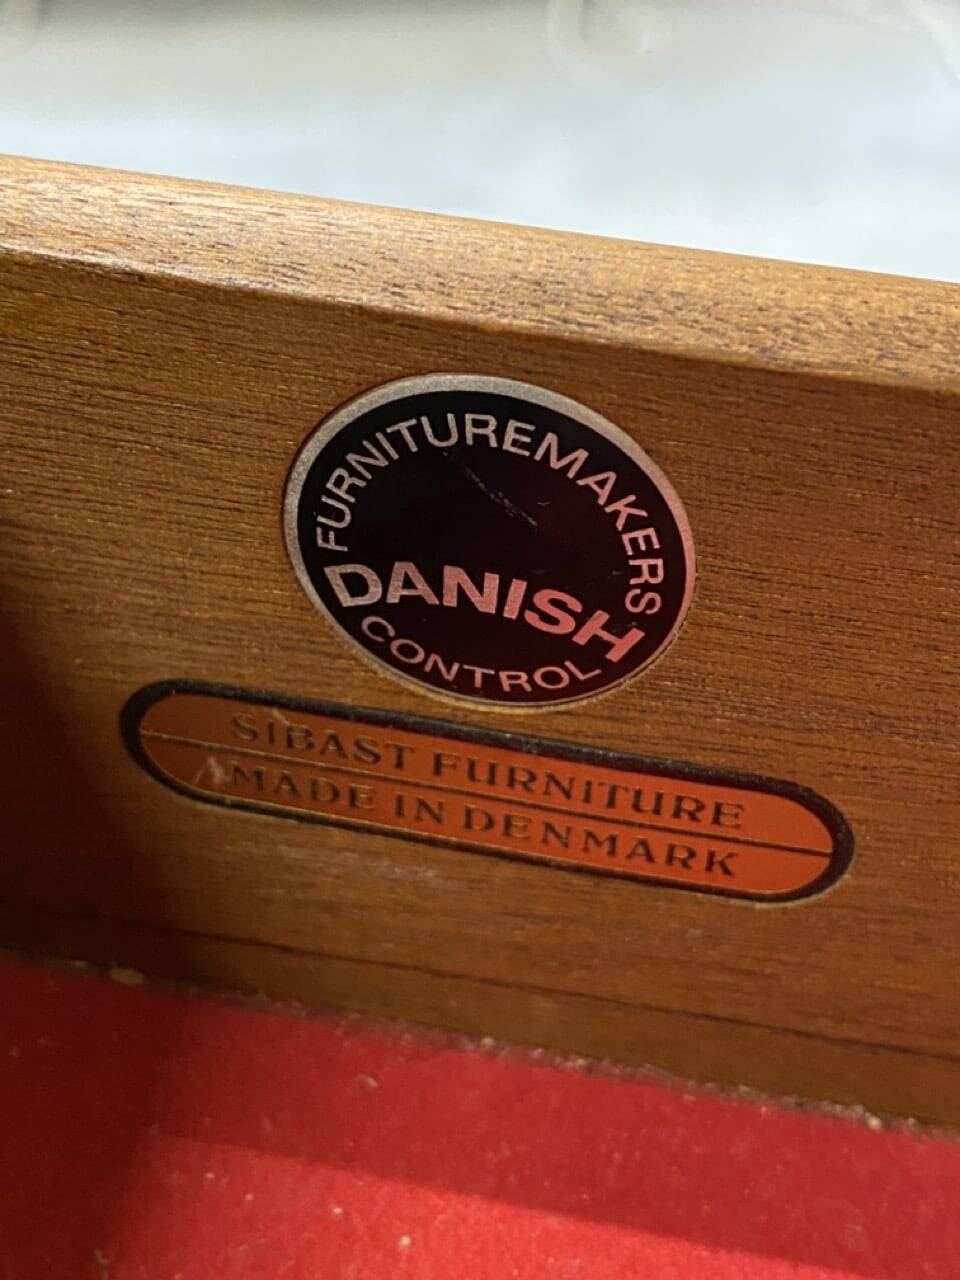 FURNITUREMAKERS
DANISH
CONTROL
SIBAST FURNITURE
MADE IN DENMARK